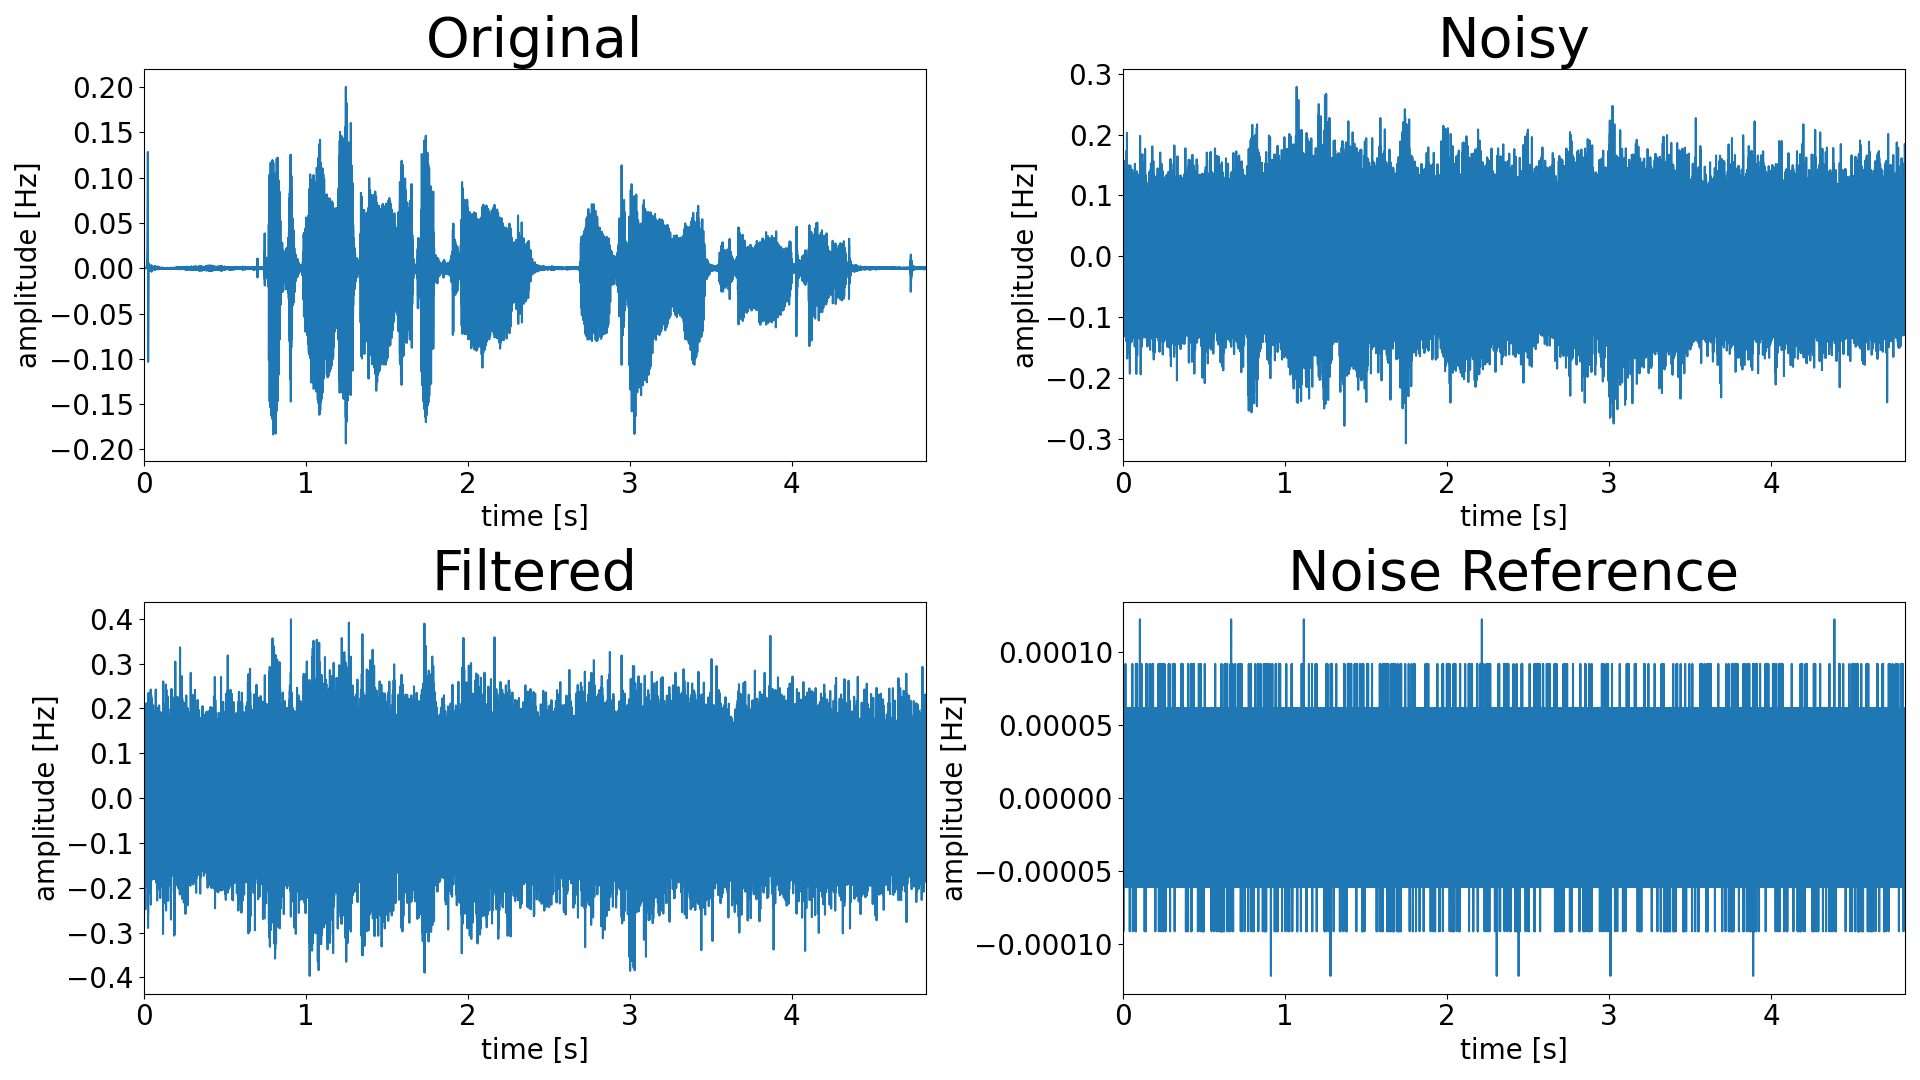 Original
0.20
0.15
0.10
0.05
0.00
−0.05
−0.10
−0.15
−0.20
amplitude [Hz]
0 1 2 3 4
time [s]
Noisy
0.3
0.2
0.1
0.0
−0.1
−0.2
−0.3
amplitude [Hz]
0 1 2 3 4
time [s]
Filtered
0.4
0.3
0.2
0.1
0.0
−0.1
−0.2
−0.3
−0.4
amplitude [Hz]
0 1 2 3 4
time [s]
Noise Reference
0.00010
0.00005
0.00000
−0.00005
−0.00010
amplitude [Hz]
0 1 2 3 4
time [s]